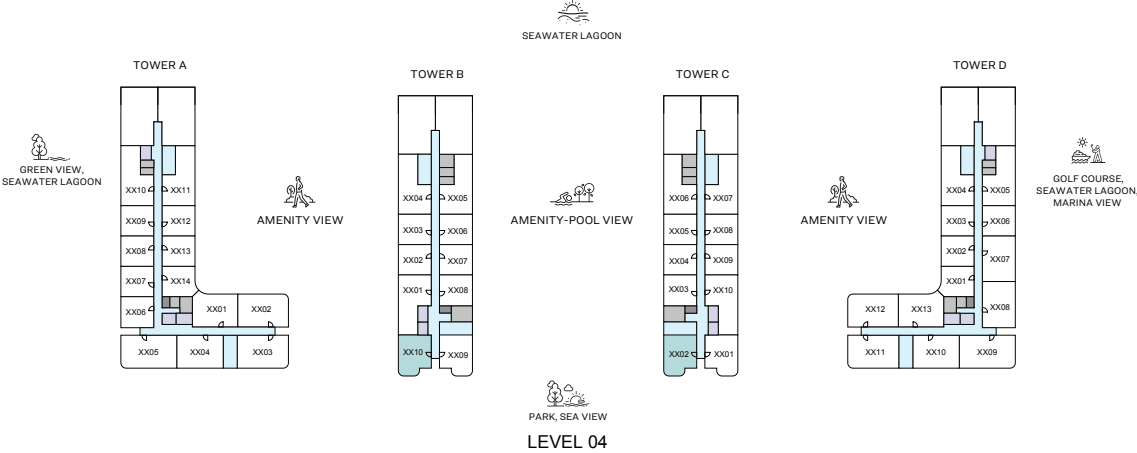 SEAWATER LAGOON
TOWER A
TOWER B
TOWER C
TOWER D
GREEN VIEW,
SEAWATER LAGOON
AMENITY VIEW
AMENITY-POOL VIEW
AMENITY VIEW
GOLF COURSE,
SEAWATER LAGOON,
MARINA VIEW
XX10 XX11
XX09 XX12
XX08 XX13
XX07 XX14
XX06 XX01 XX02
XX05 XX04 XX03
XX04 XX05
XX03 XX06
XX02 XX07
XX01 XX08
XX10 XX09
XX06 XX07
XX05 XX08
XX04 XX09
XX03 XX10
XX02 XX01
XX04 XX05
XX03 XX06
XX02 XX07
XX01
XX12 XX13 XX08
XX11 XX10 XX09
PARK, SEA VIEW
LEVEL 04